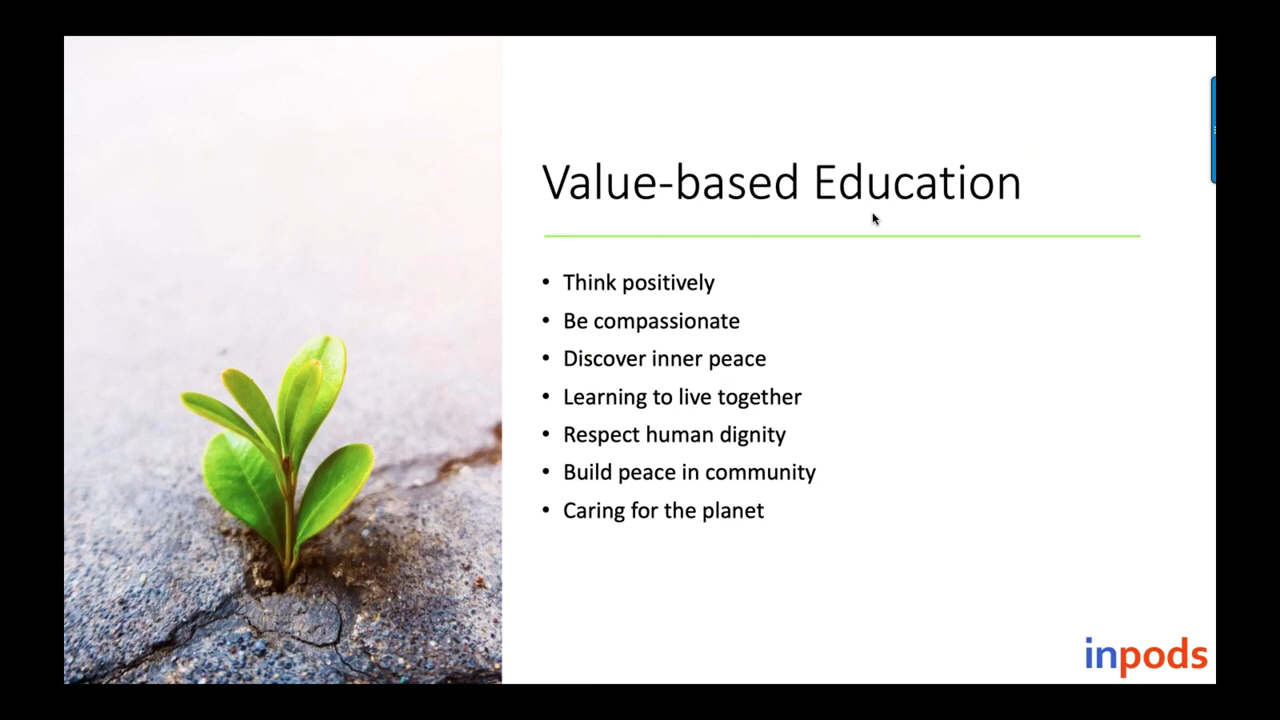 Value-based Education
• Think positively
• Be compassionate
• Discover inner peace
• Learning to live together
• Respect human dignity
• Build peace in community
• Caring for the planet
inpods